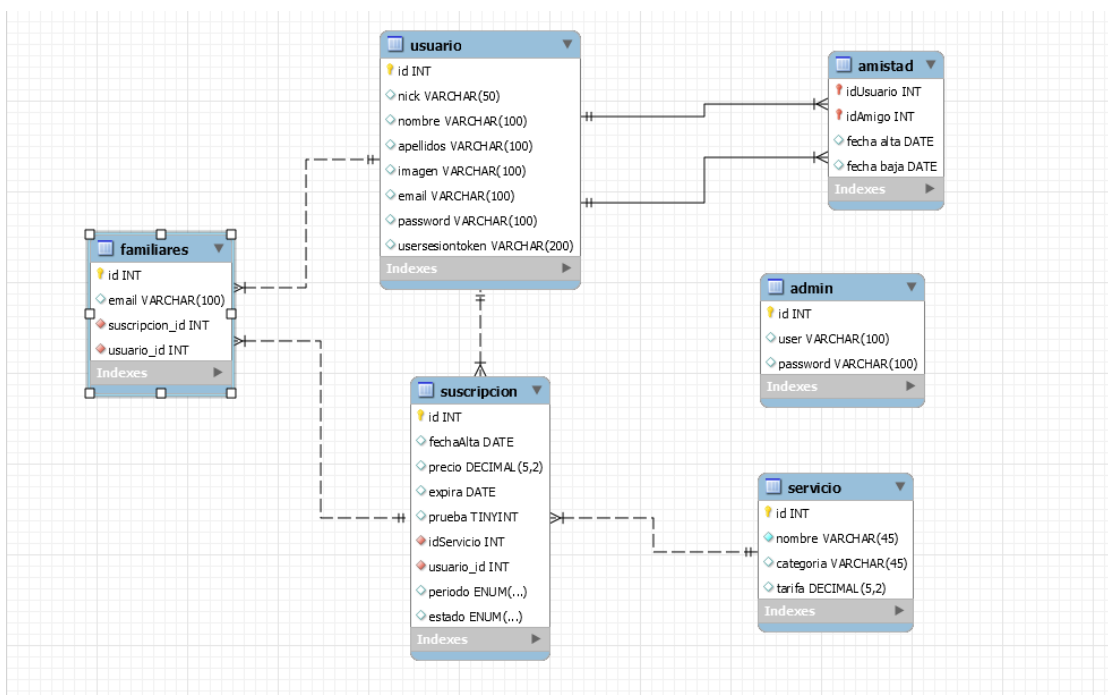 usuario
id INT
nick VARCHAR(50)
nombre VARCHAR(100)
apellidos VARCHAR(100)
imagen VARCHAR(100)
email VARCHAR(100)
password VARCHAR(100)
usersesiontoken VARCHAR(200)
Indexes
amistad
idUsuario INT
idAmigo INT
fecha alta DATE
fecha baja DATE
Indexes
familiares
id INT
email VARCHAR(100)
suscripcion_id INT
usuario_id INT
Indexes
admin
id INT
user VARCHAR(100)
password VARCHAR(100)
Indexes
suscripcion
id INT
fechaAlta DATE
precio DECIMAL(5,2)
expira DATE
prueba TINYINT
idServicio INT
usuario_id INT
periodo ENUM(...)
estado ENUM(...)
Indexes
servicio
id INT
nombre VARCHAR(45)
categoria VARCHAR(45)
tarifa DECIMAL(5,2)
Indexes